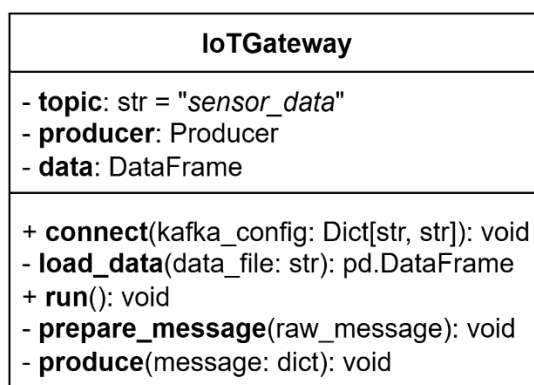 IoTGateway
- topic: str = "sensor_data"
- producer: Producer
- data: DataFrame
+ connect(kafka_config: Dict[str, str]): void
- load_data(data_file: str): pd.DataFrame
+ run(): void
- prepare_message(raw_message): void
- produce(message: dict): void